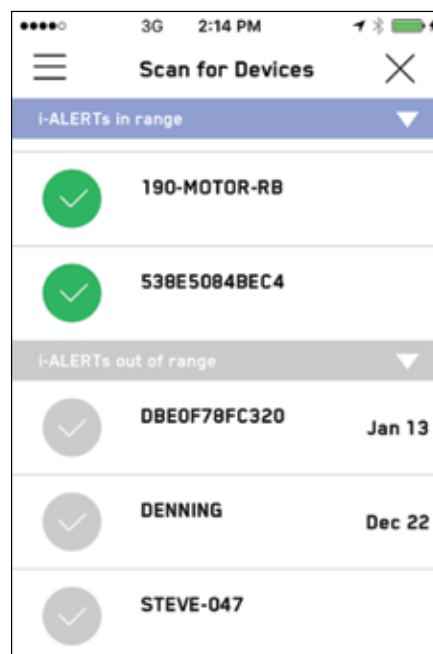 3G 2:14 PM
Scan for Devices
i-ALERTs in range
190-MOTOR-RB
538E5084BEC4
i-ALERTs out of range
DBE0F78FC320
Jan 13
DENNING
Dec 22
STEVE-047